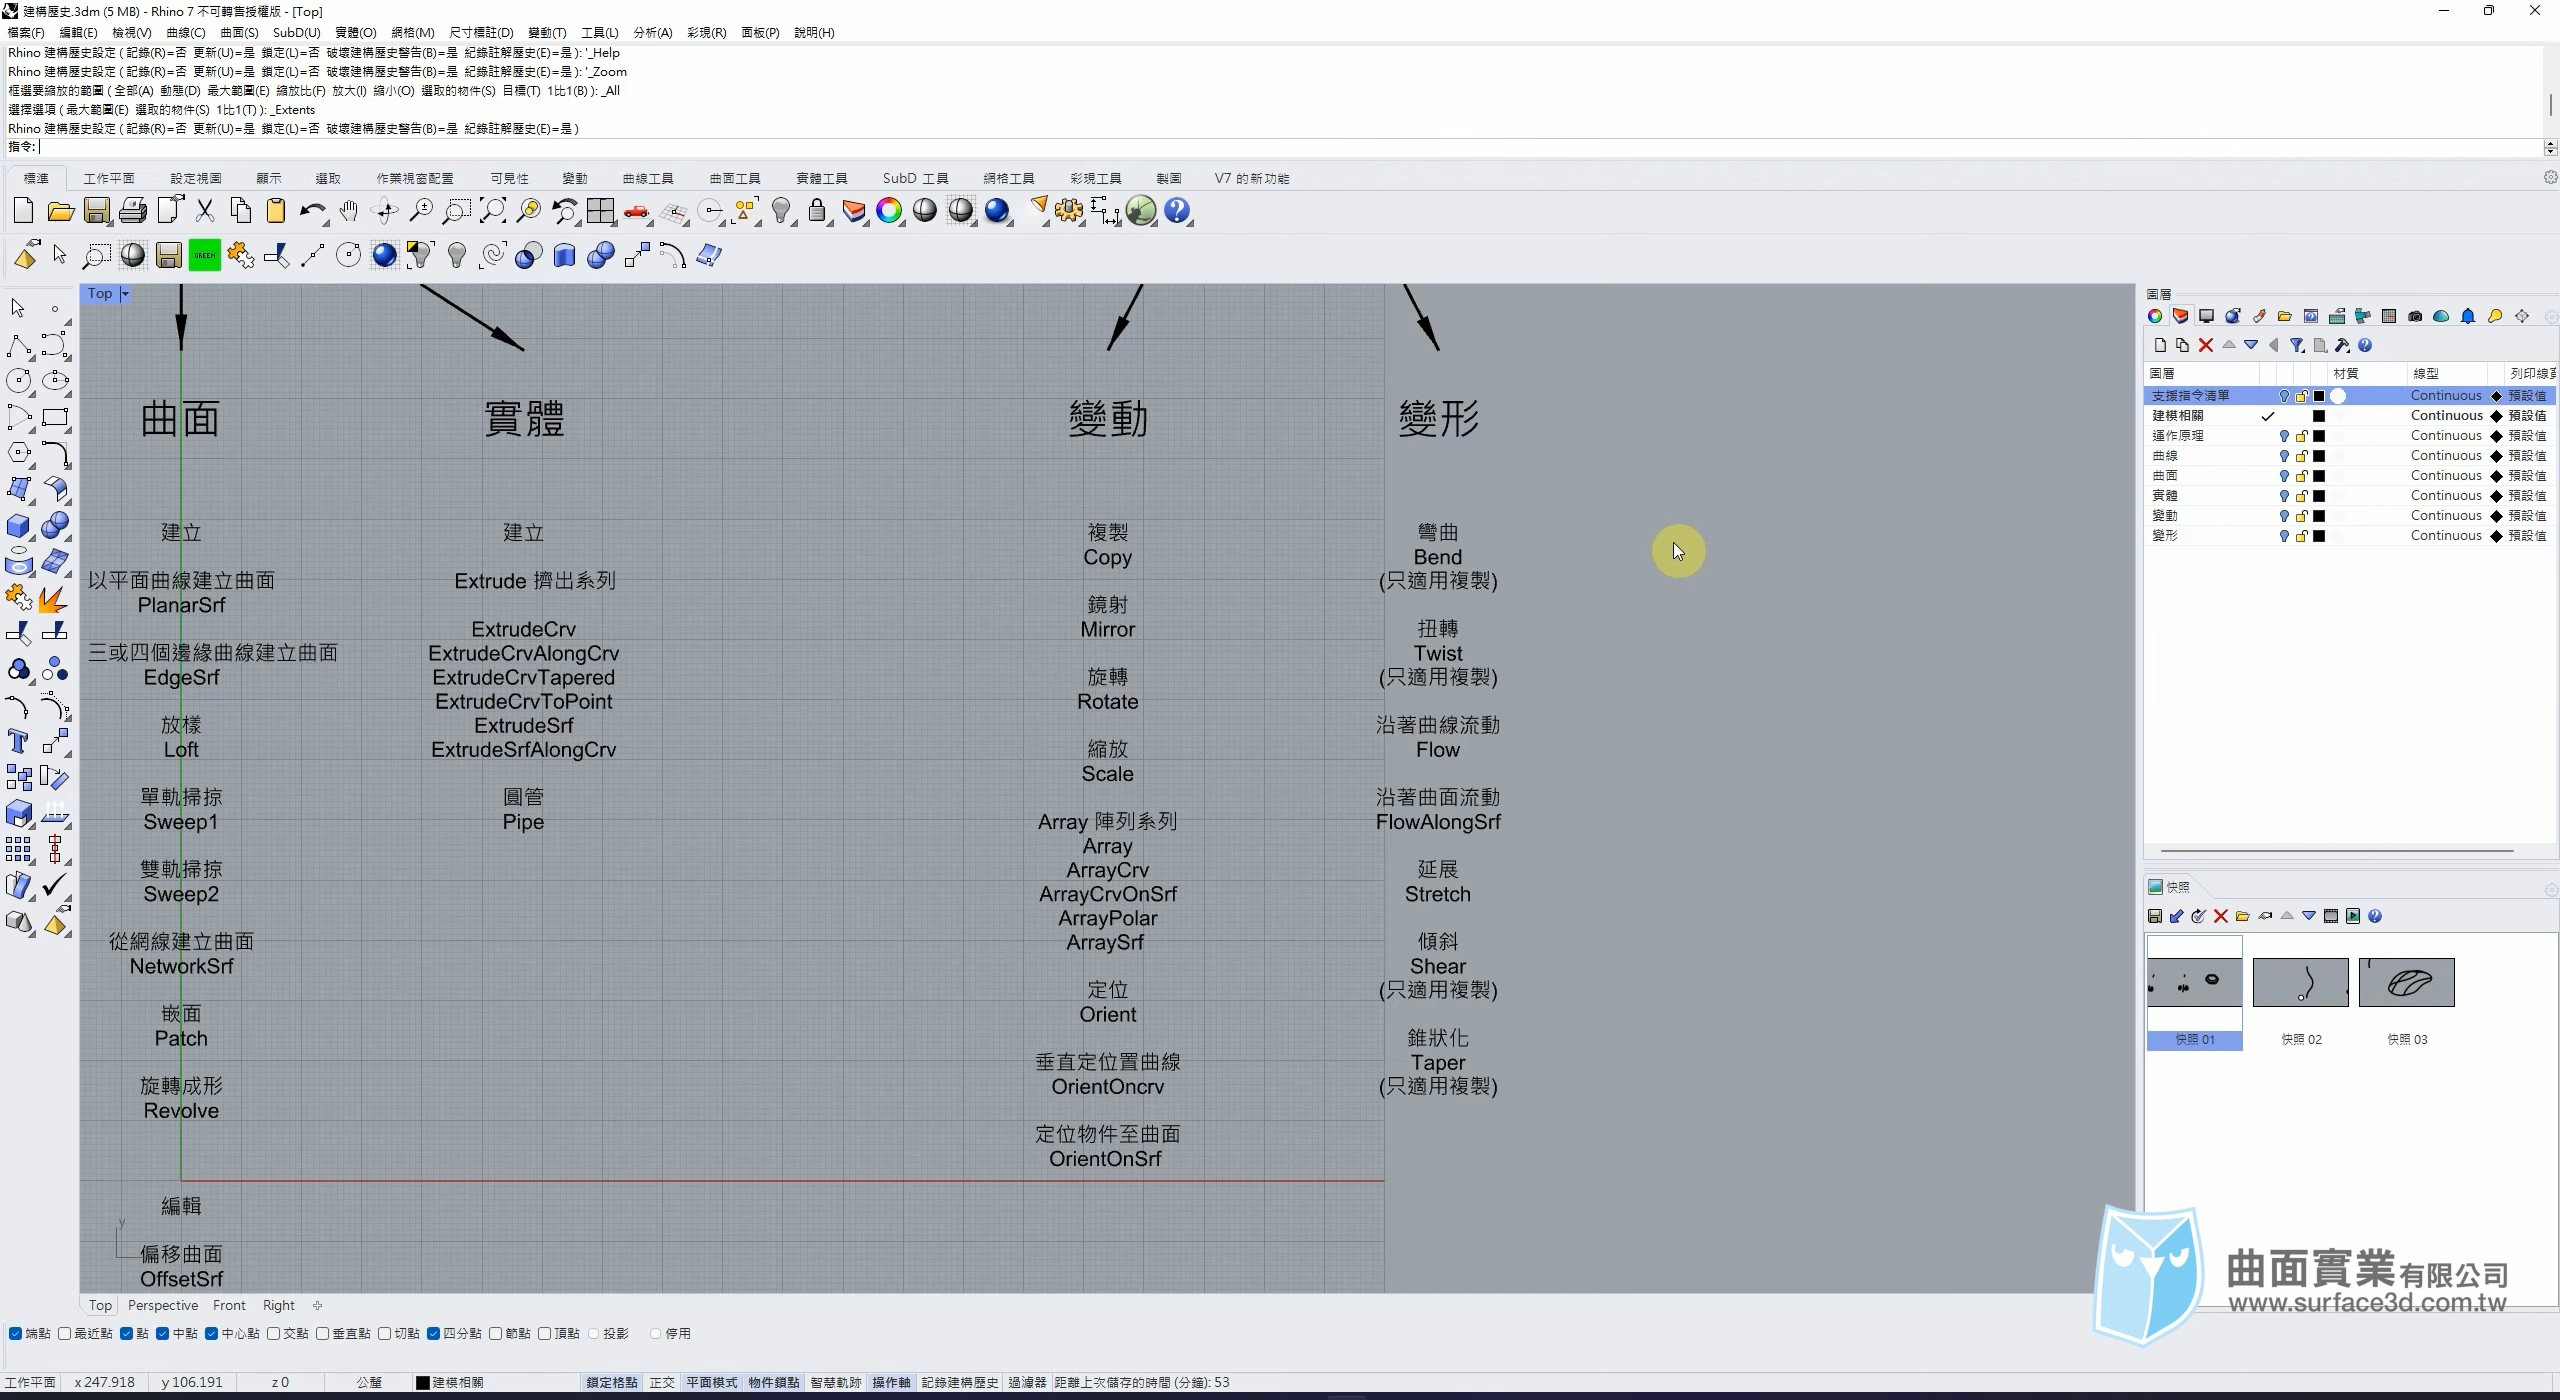 建構歷史.3dm (5 MB) - Rhino 7 不可轉售授權版 - [Top]
檔案(F) 編輯(E) 檢視(V) 曲線(C) 曲面(S) SubD(U) 實體(O) 網格(M) 尺寸標註(D) 變動(T) 工具(L) 分析(A) 彩現(R) 面板(P) 說明(H)
Rhino 建構歷史設定 ( 記錄(R)=否 更新(U)=是 鎖定(L)=否 破壞建構歷史警告(B)=是 紀錄註解歷史(E)=是 ): '_Help
Rhino 建構歷史設定 ( 記錄(R)=否 更新(U)=是 鎖定(L)=否 破壞建構歷史警告(B)=是 紀錄註解歷史(E)=是 ): '_Zoom
框選要縮放的範圍 ( 全部(A) 動態(D) 最大範圍(E) 縮放比(F) 放大(I) 縮小(O) 選取的物件(S) 目標(T) 1比1(B) ): _All
選擇選項 ( 最大範圍(E) 選取的物件(S) 1比1(T) ): _Extents
Rhino 建構歷史設定 ( 記錄(R)=否 更新(U)=是 鎖定(L)=否 破壞建構歷史警告(B)=是 紀錄註解歷史(E)=是 )
指令:
標準 工作平面 設定視圖 顯示 選取 作業視窗配置 可見性 變動 曲線工具 曲面工具 實體工具 SubD 工具 網格工具 彩現工具 製圖 V7 的新功能
GREEN
Top
曲面
建立
以平面曲線建立曲面
PlanarSrf
三或四個邊緣曲線建立曲面
EdgeSrf
放樣
Loft
單軌掃掠
Sweep1
雙軌掃掠
Sweep2
從網線建立曲面
NetworkSrf
嵌面
Patch
旋轉成形
Revolve
編輯
偏移曲面
OffsetSrf
y
實體
建立
Extrude 擠出系列
ExtrudeCrv
ExtrudeCrvAlongCrv
ExtrudeCrvTapered
ExtrudeCrvToPoint
ExtrudeSrf
ExtrudeSrfAlongCrv
圓管
Pipe
變動
複製
Copy
鏡射
Mirror
旋轉
Rotate
縮放
Scale
Array 陣列系列
Array
ArrayCrv
ArrayCrvOnSrf
ArrayPolar
ArraySrf
定位
Orient
垂直定位置曲線
OrientOncrv
定位物件至曲面
OrientOnSrf
變形
彎曲
Bend
(只適用複製)
扭轉
Twist
(只適用複製)
沿著曲線流動
Flow
沿著曲面流動
FlowAlongSrf
延展
Stretch
傾斜
Shear
(只適用複製)
錐狀化
Taper
(只適用複製)
圖層
圖層 材質 線型 列印線寬
支援指令清單 Continuous 預設值
建模相關 Continuous 預設值
運作原理 Continuous 預設值
曲線 Continuous 預設值
曲面 Continuous 預設值
實體 Continuous 預設值
變動 Continuous 預設值
變形 Continuous 預設值
快照
快照 01 快照 02 快照 03
曲面實業有限公司
www.surface3d.com.tw
Top Perspective Front Right
端點 最近點 點 中點 中心點 交點 垂直點 切點 四分點 節點 頂點 投影 停用
工作平面 x 247.918 y 106.191 z 0 公釐 建模相關 鎖定格點 正交 平面模式 物件鎖點 智慧軌跡 操作軸 記錄建構歷史 過濾器 距離上次儲存的時間 (分鐘): 53